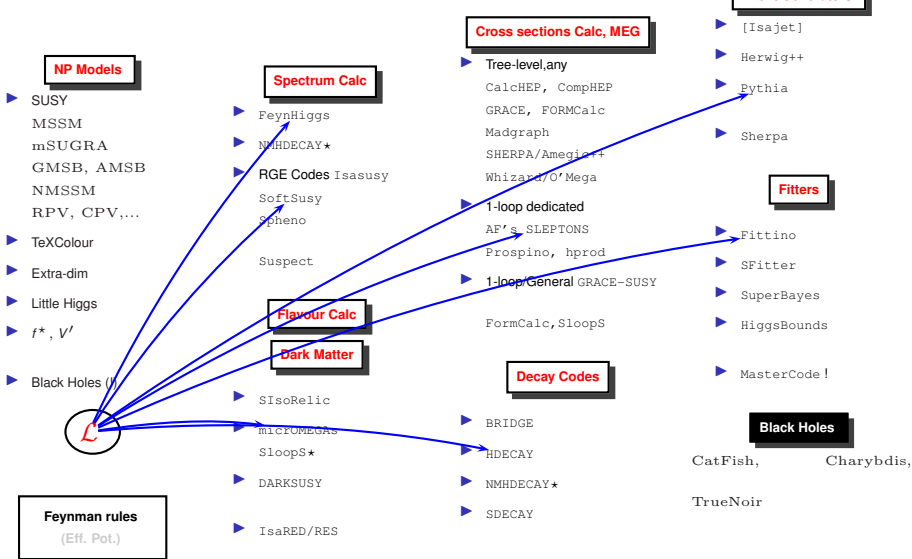 NP Models
SUSY
MSSM
mSUGRA
GMSB, AMSB
NMSSM
RPV, CPV,...
TeXColour
Extra-dim
Little Higgs
f*, V′
Black Holes (!)
ℒ
Feynman rules
(Eff. Pot.)
Spectrum Calc
FeynHiggs
NMHDECAY★
RGE Codes Isasusy
SoftSusy
Spheno
Suspect
Flavour Calc
Dark Matter
SIsoRelic
micrOMEGAs
SloopS★
DARKSUSY
IsaRED/RES
Cross sections Calc, MEG
Tree-level,any
CalcHEP, CompHEP
GRACE, FORMCalc
Madgraph
SHERPA/Amegic++
Whizard/O'Mega
1-loop dedicated
AF's SLEPTONS
Prospino, hprod
1-loop/General GRACE-SUSY
FormCalc,SloopS
Decay Codes
BRIDGE
HDECAY
NMHDECAY★
SDECAY
[Isajet]
Herwig++
Pythia
Sherpa
Fitters
Fittino
SFitter
SuperBayes
HiggsBounds
MasterCode!
Black Holes
CatFish, Charybdis,
TrueNoir